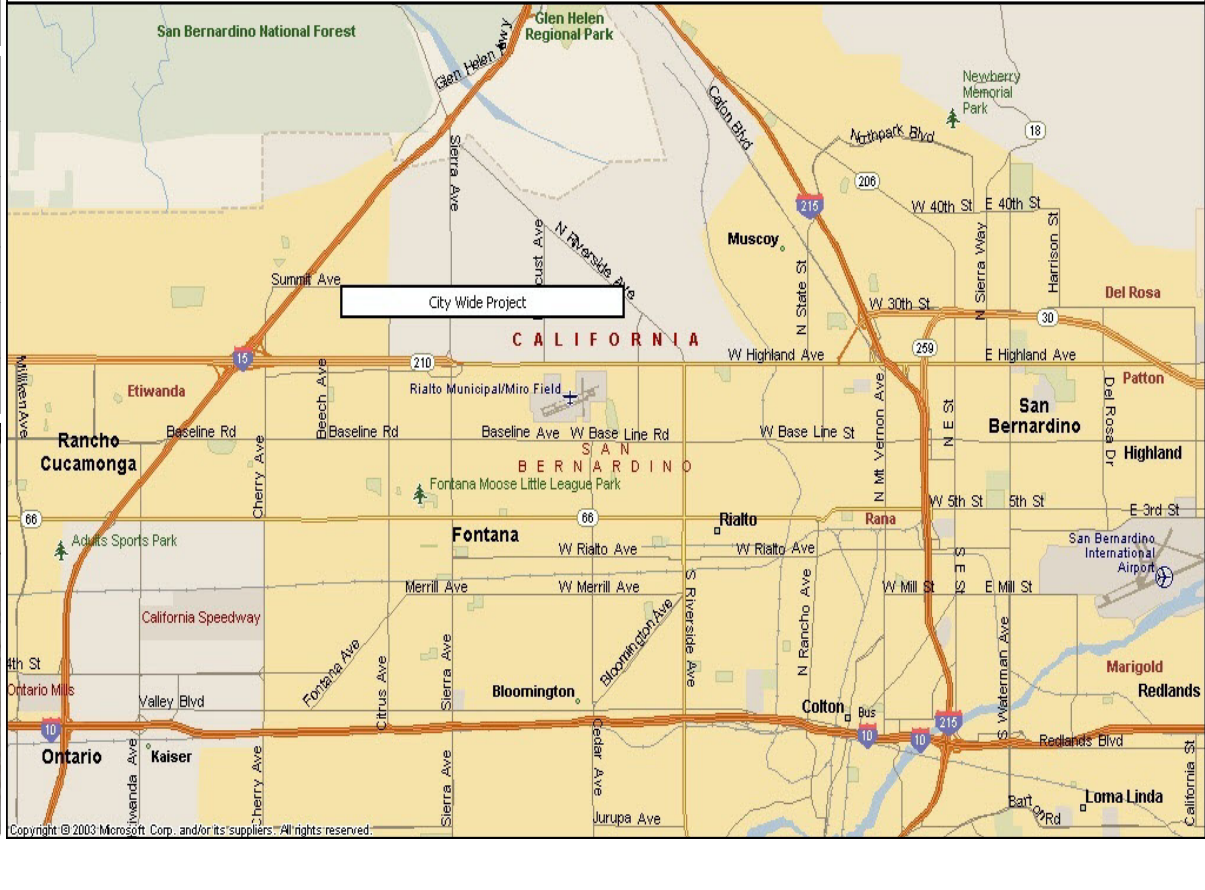 San Bernardino National Forest
Glen Helen
Regional Park
Glen Helen Pkwy
Newberry
Memorial
Park
Cajon Blvd
Northpark Blvd
18
Sierra Ave
206
215
W 40th St
E 40th St
N Riverside Ave
Muscoy
N State St
N Sierra Way
Harrison St
Summit Ave
Del Rosa
City Wide Project
W 30th St
30
CALIFORNIA
15
210
W Highland Ave
259
E Highland Ave
Milliken Ave
Etiwanda
Beech Ave
Rialto Municipal/Miro Field
N Mt Vernon Ave
N E St
San
Bernardino
Del Rosa Dr
Patton
Rancho
Cucamonga
Baseline Rd
Baseline Rd
Baseline Ave
W Base Line Rd
W Base Line St
SAN
BERNARDINO
Highland
Cherry Ave
Fontana Moose Little League Park
W 5th St
5th St
E 3rd St
66
66
Fontana
Rialto
Rana
Adults Sports Park
W Rialto Ave
W Rialto Ave
San Bernardino
International
Airport
S E St
Merrill Ave
W Merrill Ave
W Mill St
E Mill St
California Speedway
S Riverside Ave
N Rancho Ave
Bloomington Ave
Fontana Ave
Citrus Ave
Sierra Ave
S Waterman Ave
4th St
Marigold
Ontario Mills
Valley Blvd
Bloomington
Redlands
Colton
Bus
10
10
10
215
Redlands Blvd
Ontario
Kaiser
Cherry Ave
Sierra Ave
Cedar Ave
California St
Barton Rd
Loma Linda
Jurupa Ave
Copyright © 2003 Microsoft Corp. and/or its suppliers. All rights reserved.